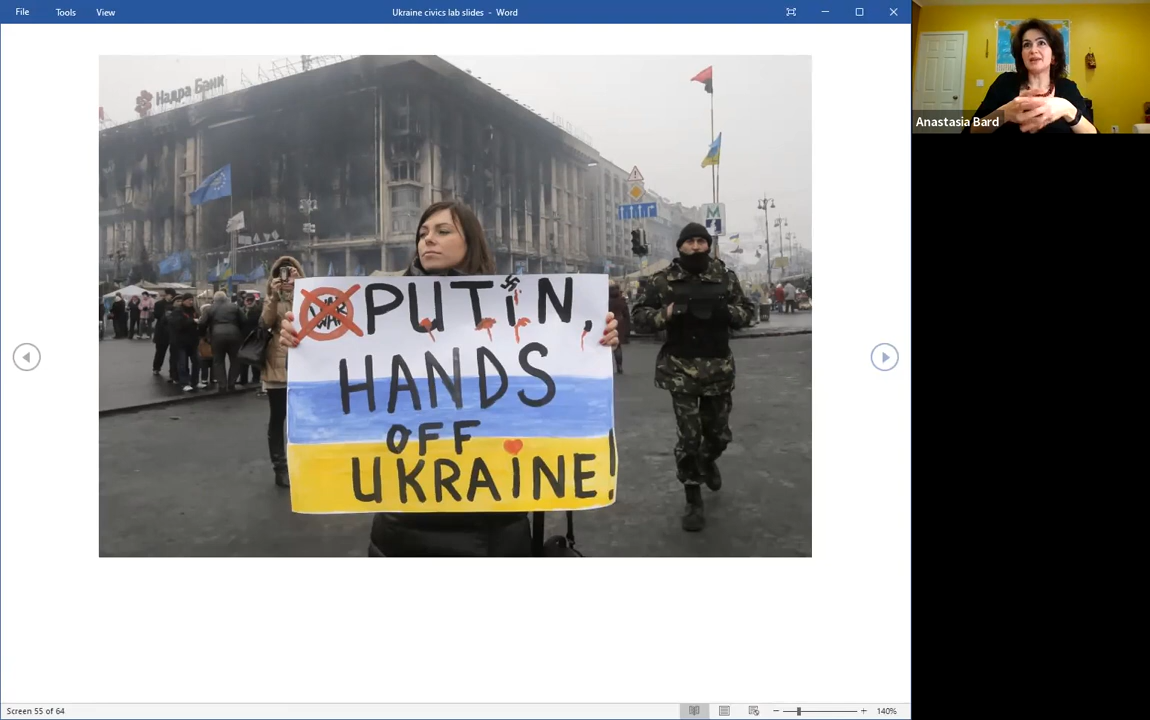 File Tools View
Ukraine civics lab slides - Word
Anastasia Bard
Надра Банк
M
WAR
PUTIN,
HANDS
OFF
UKRAINE!
Screen 55 of 64
140%